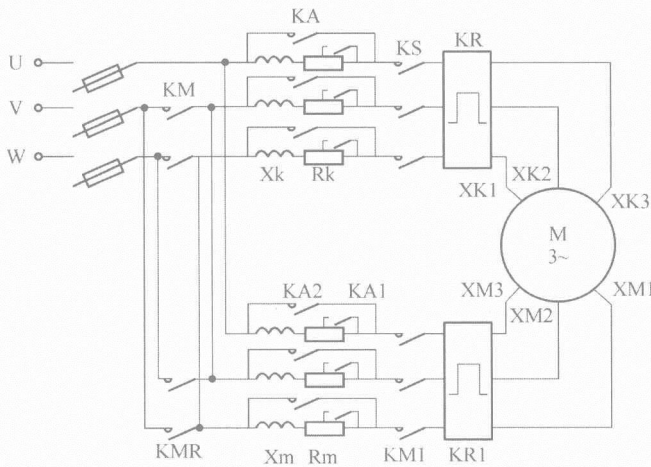 KA
KS
KR
U
KM
V
W
Xk
Rk
XK1
XK2
XK3
M
3~
XM3
XM2
XM1
KA2
KA1
KMR
Xm
Rm
KM1
KR1